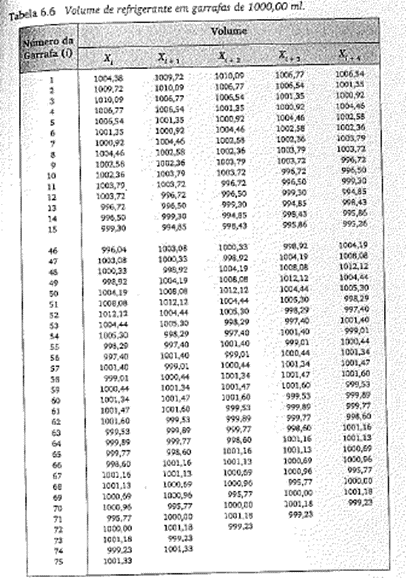 Tabela 6.6 Volume de refrigerante em garrafas de 1000,00 ml.
Número da Garrafa (i) Volume
X i X i + 1 X i + 2 X i + 3 X i + 4
1 1004,38 1009,72 1010,09 1006,77 1006,54
2 1009,72 1010,09 1006,77 1006,54 1001,35
3 1010,09 1006,77 1006,54 1001,35 1000,92
4 1006,77 1006,54 1001,35 1000,92 1004,46
5 1006,54 1001,35 1000,92 1004,46 1002,58
6 1001,35 1000,92 1004,46 1002,58 1002,36
7 1000,92 1004,46 1002,58 1002,36 1003,79
8 1004,46 1002,58 1002,36 1003,79 1003,72
9 1002,58 1002,36 1003,79 1003,72 996,72
10 1002,36 1003,79 1003,72 996,72 996,50
11 1003,79 1003,72 996,72 996,50 999,30
12 1003,72 996,72 996,50 999,30 994,85
13 996,72 996,50 999,30 994,85 998,43
14 996,50 999,30 994,85 998,43 995,86
15 999,30 994,85 998,43 995,86 995,26
46 996,04 1003,08 1000,33 998,92 1004,19
47 1003,08 1000,33 998,92 1004,19 1008,08
48 1000,33 998,92 1004,19 1008,08 1012,12
49 998,92 1004,19 1008,08 1012,12 1004,44
50 1004,19 1008,08 1012,12 1004,44 1005,30
51 1008,08 1012,12 1004,44 1005,30 998,29
52 1012,12 1004,44 1005,30 998,29 997,40
53 1004,44 1005,30 998,29 997,40 1001,40
54 1005,30 998,29 997,40 1001,40 999,01
55 998,29 997,40 1001,40 999,01 1000,44
56 997,40 1001,40 999,01 1000,44 1001,34
57 1001,40 999,01 1000,44 1001,34 1001,47
58 999,01 1000,44 1001,34 1001,47 1001,60
59 1000,44 1001,34 1001,47 1001,60 999,53
60 1001,34 1001,47 1001,60 999,53 999,89
61 1001,47 1001,60 999,53 999,89 999,77
62 1001,60 999,53 999,89 999,77 998,60
63 999,53 999,89 999,77 998,60 1001,16
64 999,89 999,77 998,60 1001,16 1001,13
65 999,77 998,60 1001,16 1001,13 1000,69
66 998,60 1001,16 1001,13 1000,69 1000,96
67 1001,16 1001,13 1000,69 1000,96 995,77
68 1001,13 1000,69 1000,96 995,77 1000,00
69 1000,69 1000,96 995,77 1000,00 1001,18
70 1000,96 995,77 1000,00 1001,18 999,23
71 995,77 1000,00 1001,18 999,23
72 1000,00 1001,18 999,23
73 1001,18 999,23
74 999,23 1001,33
75 1001,33